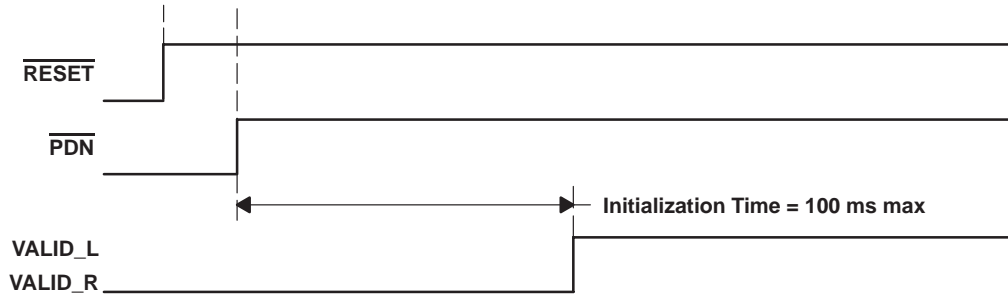 RESET
PDN
Initialization Time = 100 ms max
VALID_L
VALID_R